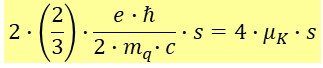 2 · (2/3) · (e · ħ)/(2 · m_q · c) · s = 4 · μ_K · s